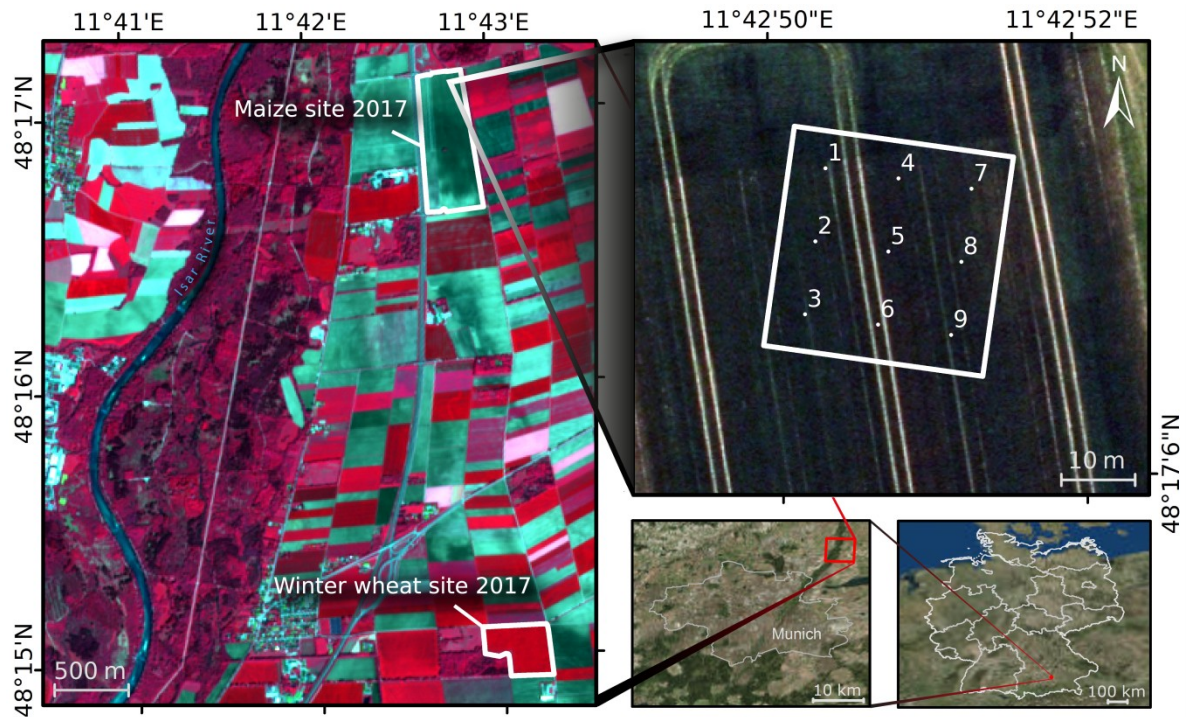 11°41'E
11°42'E
11°43'E
11°42'50"E
11°42'52"E
48°17'N
48°16'N
48°15'N
Maize site 2017
Isar River
Winter wheat site 2017
500 m
N
1
4
7
2
5
8
3
6
9
10 m
48°17'6"N
Munich
10 km
100 km